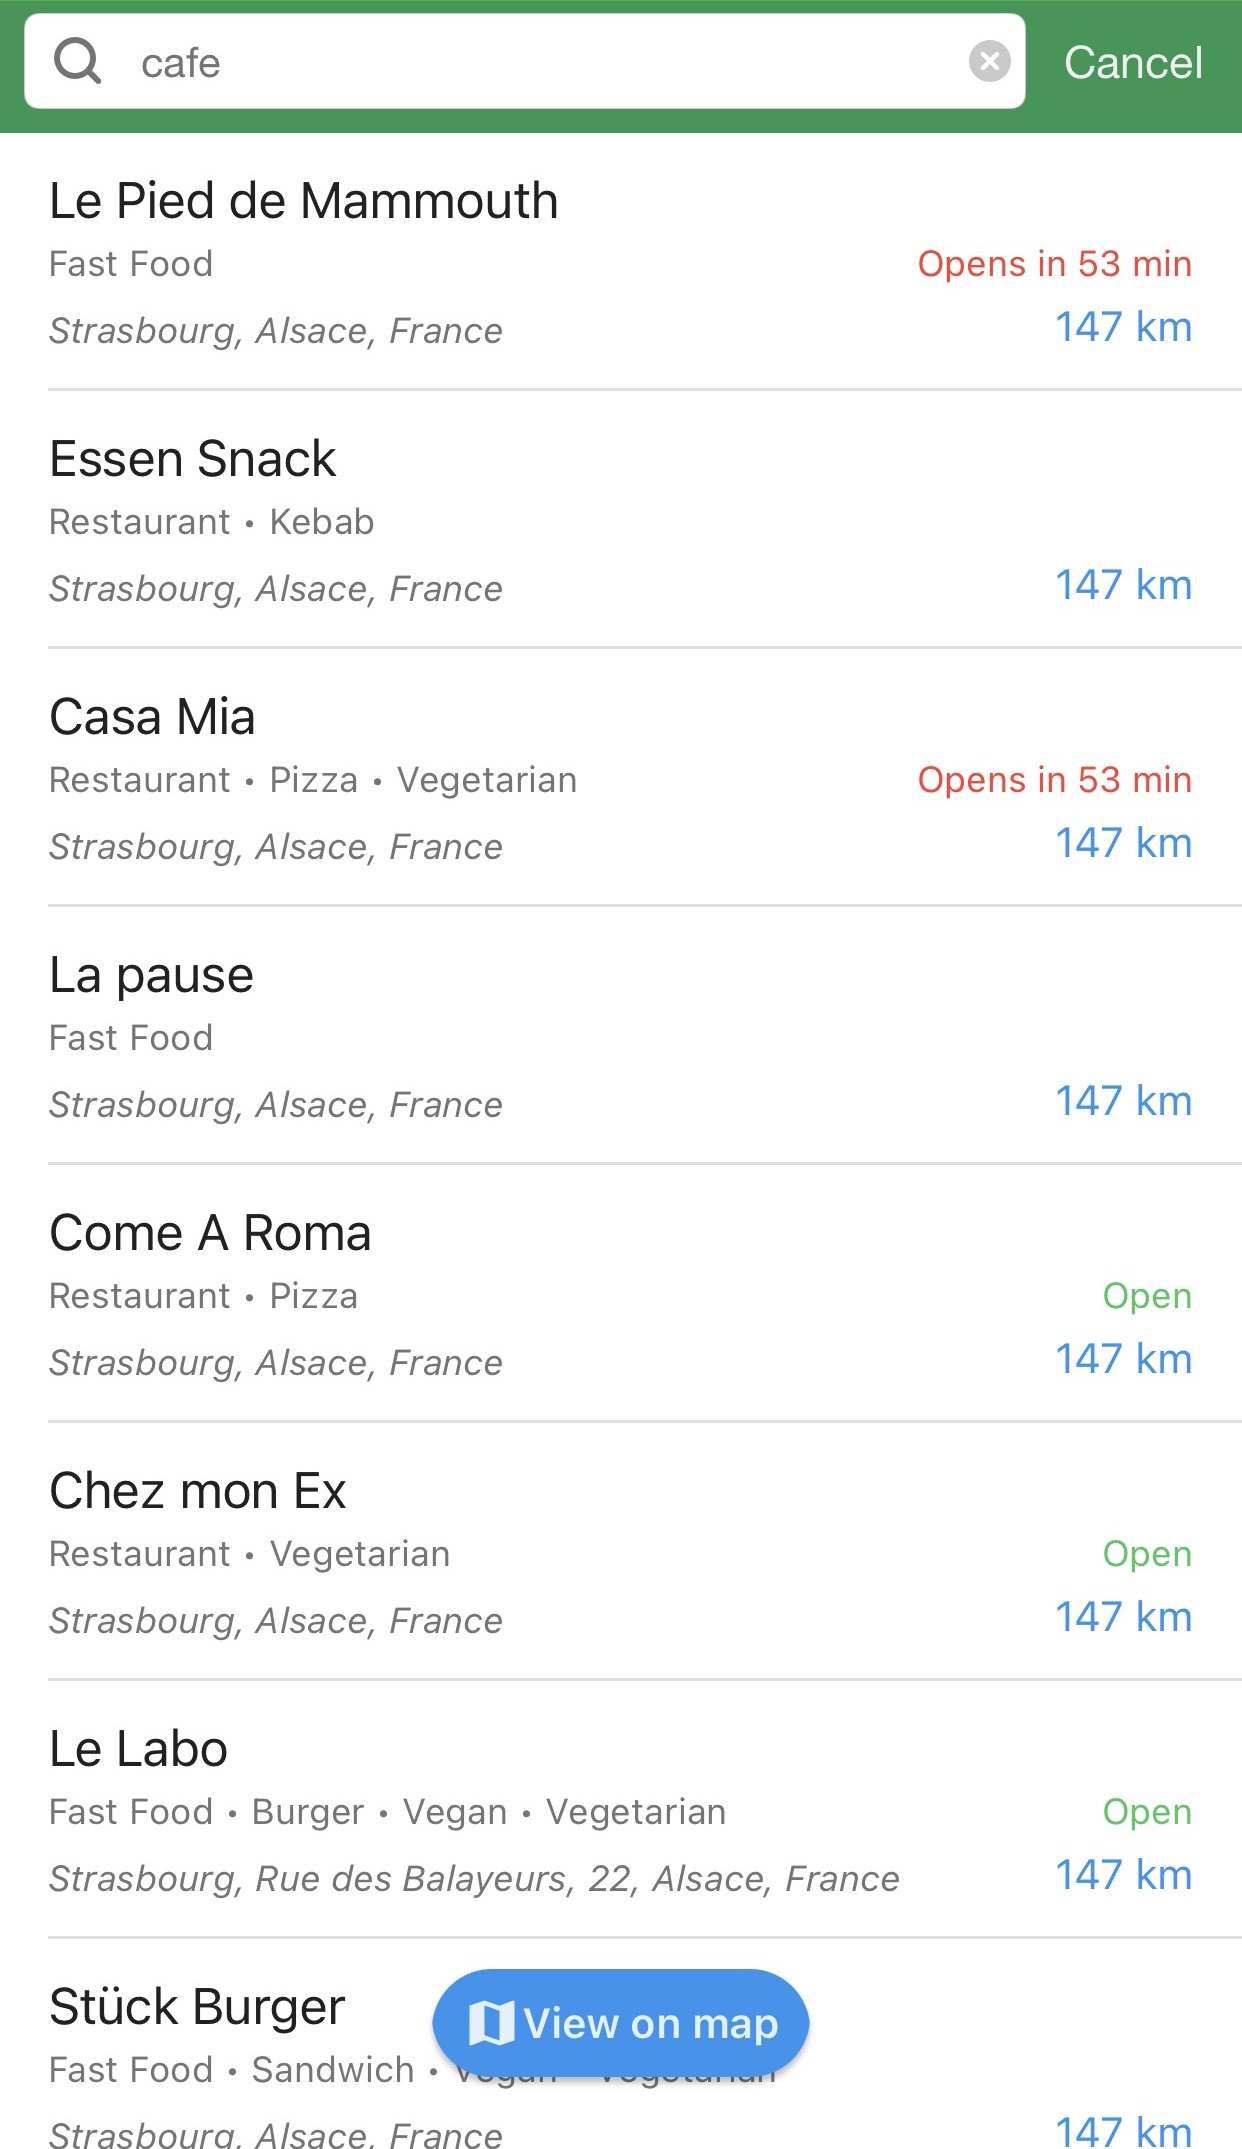 cafe
Cancel
Le Pied de Mammouth
Fast Food
Opens in 53 min
Strasbourg, Alsace, France
147 km
Essen Snack
Restaurant • Kebab
Strasbourg, Alsace, France
147 km
Casa Mia
Restaurant • Pizza • Vegetarian
Opens in 53 min
Strasbourg, Alsace, France
147 km
La pause
Fast Food
Strasbourg, Alsace, France
147 km
Come A Roma
Restaurant • Pizza
Open
Strasbourg, Alsace, France
147 km
Chez mon Ex
Restaurant • Vegetarian
Open
Strasbourg, Alsace, France
147 km
Le Labo
Fast Food • Burger • Vegan • Vegetarian
Open
Strasbourg, Rue des Balayeurs, 22, Alsace, France
147 km
Stück Burger
View on map
Fast Food • Sandwich •
Strasbourg, Alsace, France
147 km